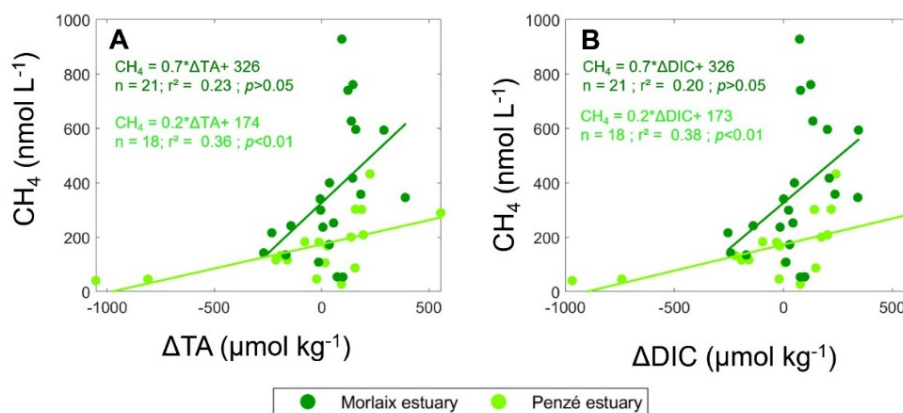 A
CH₄ = 0.7*ΔTA+ 326
n = 21; r² = 0.23 ; p>0.05
CH₄ = 0.2*ΔTA+ 174
n = 18; r² = 0.36 ; p<0.01
CH₄ (nmol L⁻¹)
1000
800
600
400
200
0
-1000
-500
0
500
ΔTA (µmol kg⁻¹)
B
CH₄ = 0.7*ΔDIC+ 326
n = 21; r² = 0.20 ; p>0.05
CH₄ = 0.2*ΔDIC+ 173
n = 18; r² = 0.38 ; p<0.01
CH₄ (nmol L⁻¹)
1000
800
600
400
200
0
-1000
-500
0
500
ΔDIC (µmol kg⁻¹)
Morlaix estuary
Penzé estuary